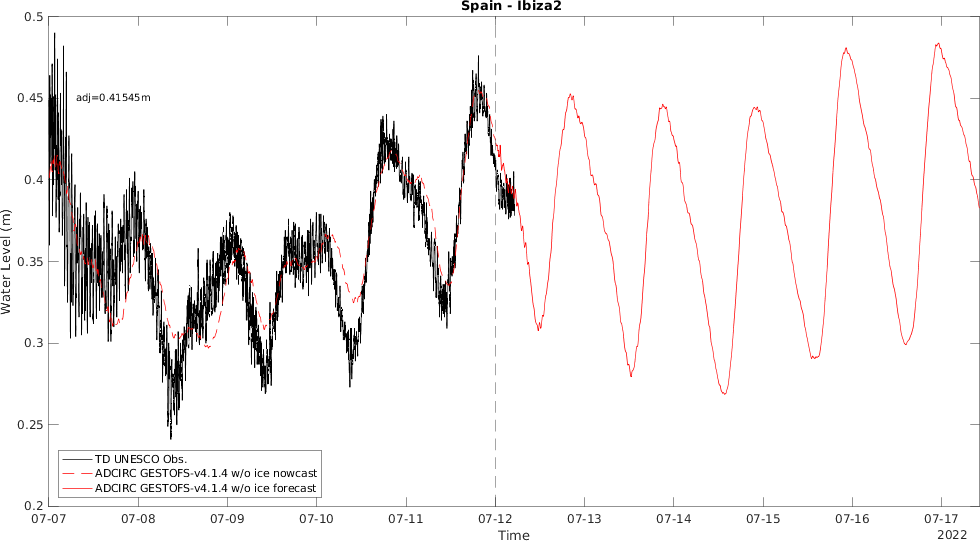 Spain - Ibiza2
0.5
0.45
0.4
0.35
0.3
0.25
0.2
Water Level (m)
adj=0.41545m
TD UNESCO Obs.
ADCIRC GESTOFS-v4.1.4 w/o ice nowcast
ADCIRC GESTOFS-v4.1.4 w/o ice forecast
07-07 07-08 07-09 07-10 07-11 07-12 07-13 07-14 07-15 07-16 07-17
Time
2022